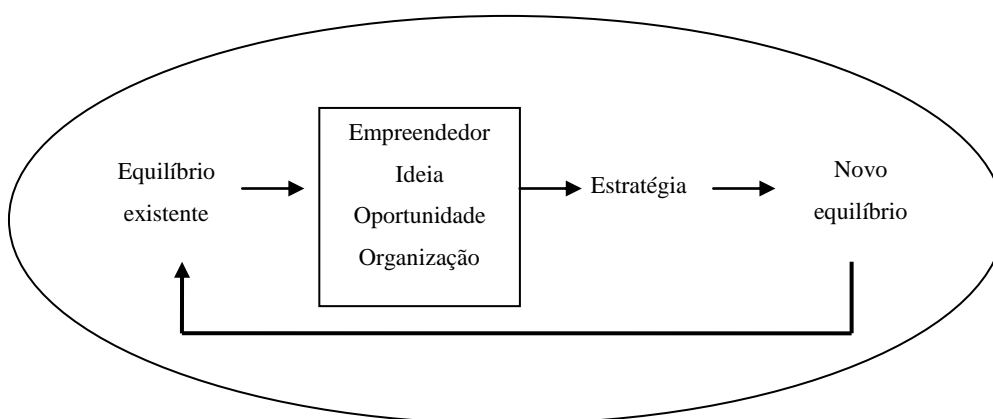 Equilíbrio
existente
Empreendedor
Ideia
Oportunidade
Organização
Estratégia
Novo
equilíbrio